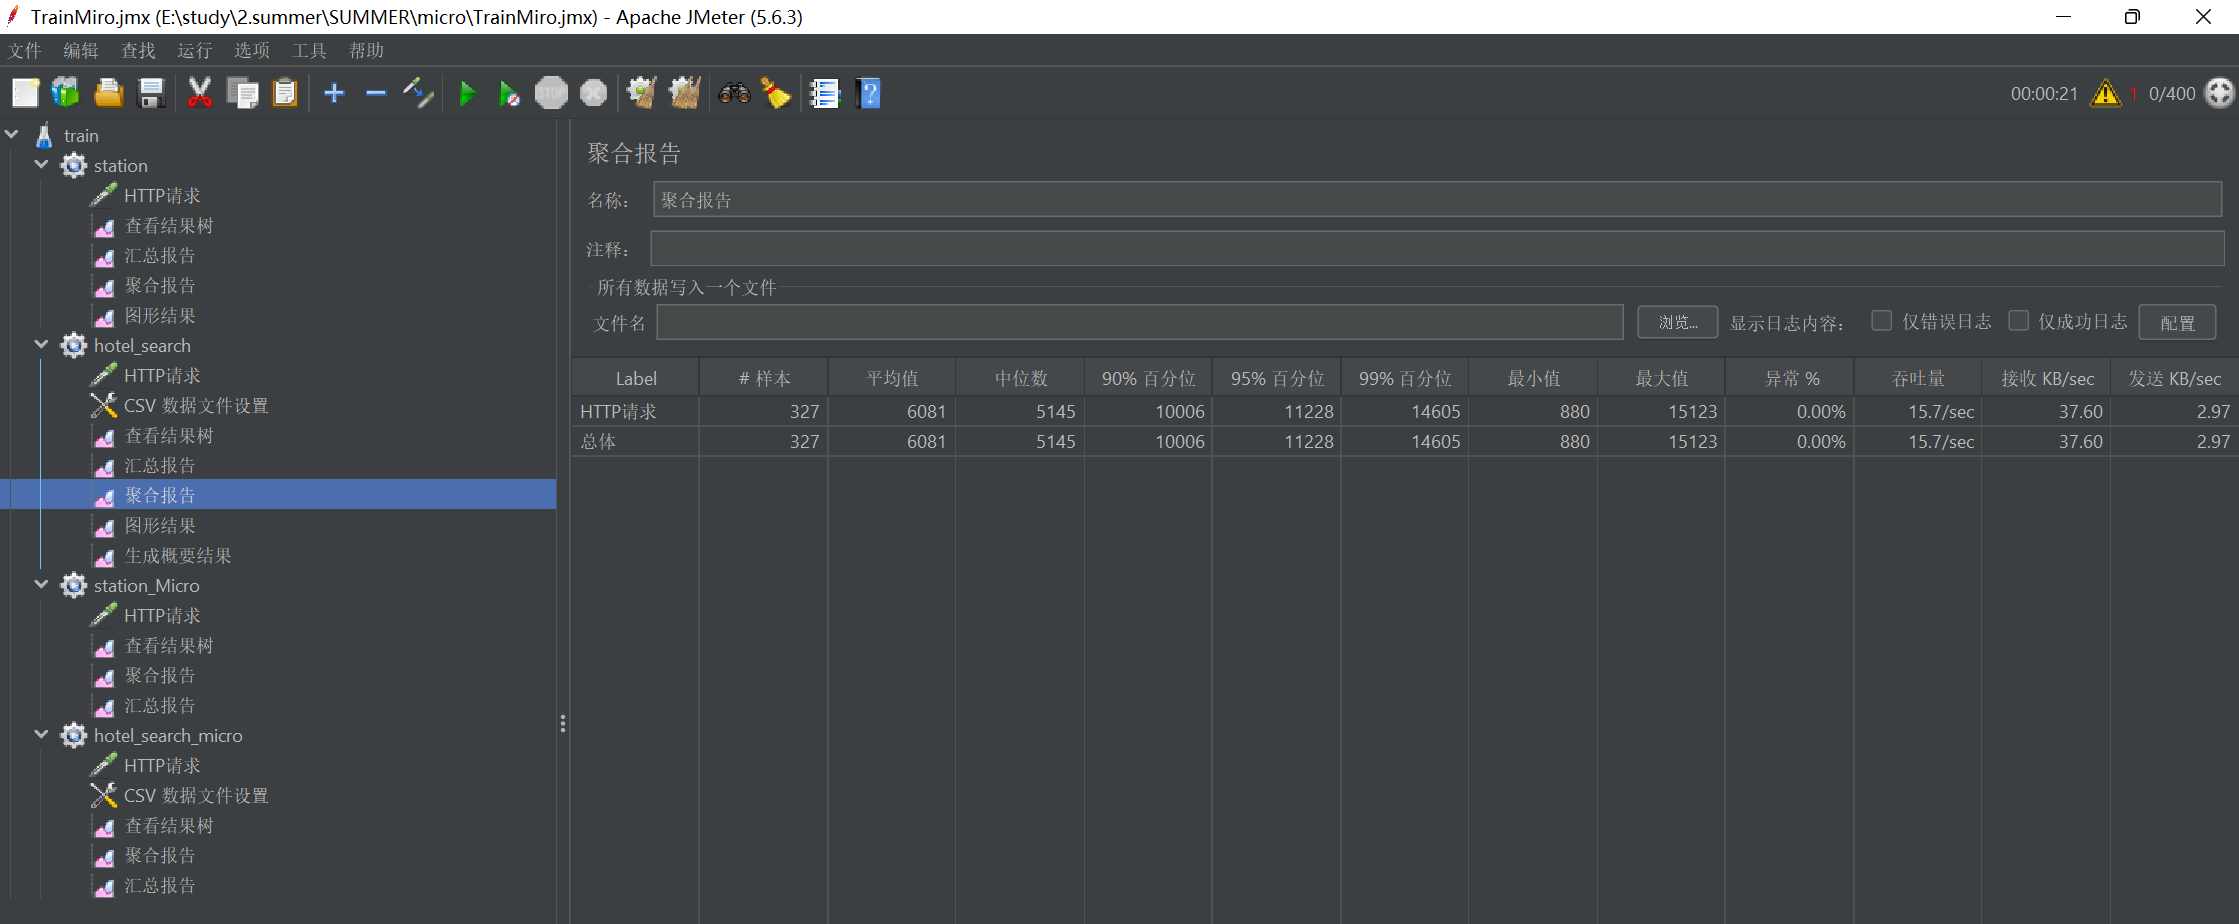 TrainMiro.jmx (E:\study\2.summer\SUMMER\micro\TrainMiro.jmx) - Apache JMeter (5.6.3)
文件 编辑 查找 运行 选项 工具 帮助
STOP ? 00:00:21 1 0/400
train
station
HTTP请求
查看结果树
汇总报告
聚合报告
图形结果
hotel_search
HTTP请求
CSV 数据文件设置
查看结果树
汇总报告
聚合报告
图形结果
生成概要结果
station_Micro
HTTP请求
查看结果树
聚合报告
汇总报告
hotel_search_micro
HTTP请求
CSV 数据文件设置
查看结果树
聚合报告
汇总报告
聚合报告
名称： 聚合报告
注释：
所有数据写入一个文件
文件名 浏览... 显示日志内容： 仅错误日志 仅成功日志 配置
Label # 样本 平均值 中位数 90% 百分位 95% 百分位 99% 百分位 最小值 最大值 异常 % 吞吐量 接收 KB/sec 发送 KB/sec
HTTP请求 327 6081 5145 10006 11228 14605 880 15123 0.00% 15.7/sec 37.60 2.97
总体 327 6081 5145 10006 11228 14605 880 15123 0.00% 15.7/sec 37.60 2.97